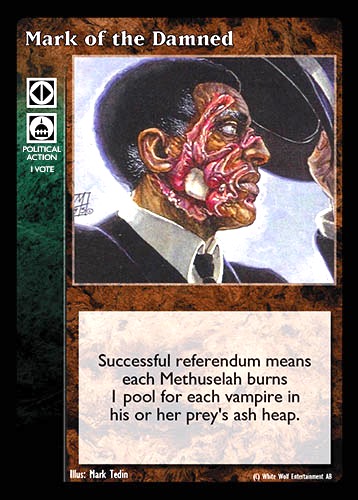 Mark of the Damned
POLITICAL
ACTION
1 VOTE
Successful referendum means
each Methuselah burns
1 pool for each vampire in
his or her prey's ash heap.
Illus: Mark Tedin
(C) White Wolf Entertainment AB